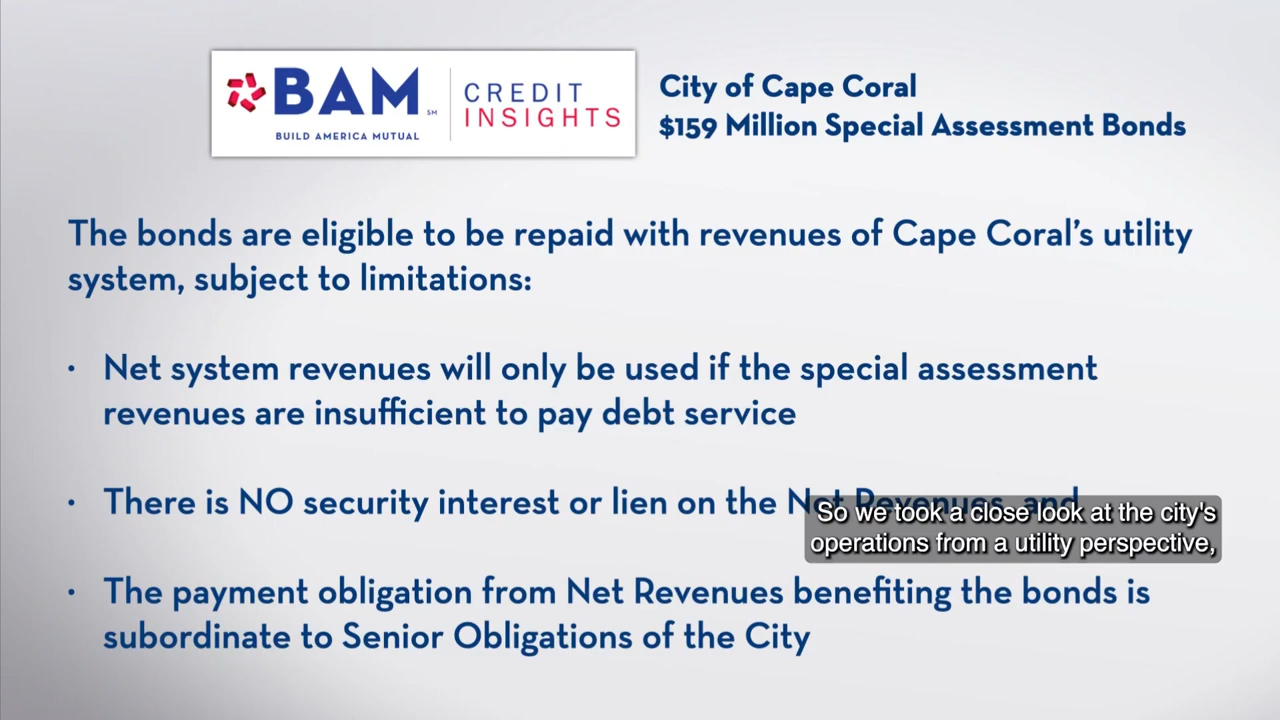 BAM SM
BUILD AMERICA MUTUAL
CREDIT
INSIGHTS
City of Cape Coral
$159 Million Special Assessment Bonds
The bonds are eligible to be repaid with revenues of Cape Coral’s utility
system, subject to limitations:
· Net system revenues will only be used if the special assessment
revenues are insufficient to pay debt service
· There is NO security interest or lien on the Net Revenues, and
So we took a close look at the city's
operations from a utility perspective,
· The payment obligation from Net Revenues benefiting the bonds is
subordinate to Senior Obligations of the City